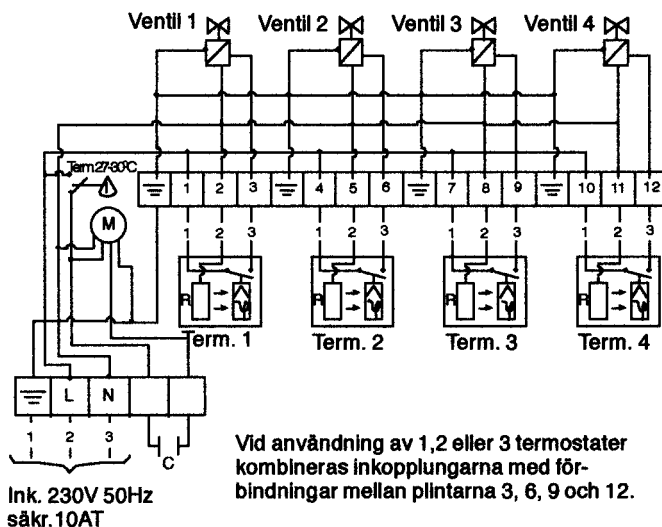 Ventil 1 Ventil 2 Ventil 3 Ventil 4
Term 27-30°C
M
1 2 3 4 5 6 7 8 9 10 11 12
1 2 3 1 2 3 1 2 3 1 2 3
R R R R
Term. 1 Term. 2 Term. 3 Term. 4
L N
1 2 3
C
Vid användning av 1,2 eller 3 termostater
kombineras inkopplungarna med för-
bindningar mellan plintarna 3, 6, 9 och 12.
Ink. 230V 50Hz
säkr.10AT